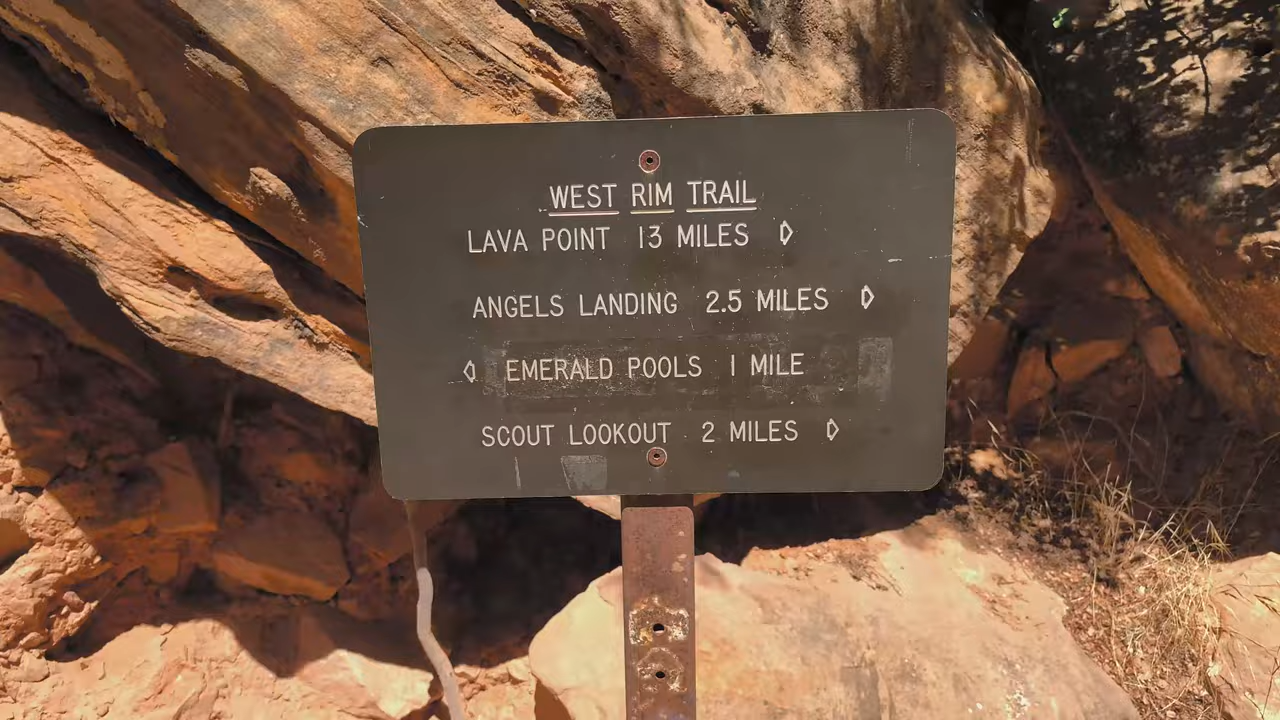 WEST RIM TRAIL
LAVA POINT 13 MILES
ANGELS LANDING 2.5 MILES
EMERALD POOLS 1 MILE
SCOUT LOOKOUT 2 MILES